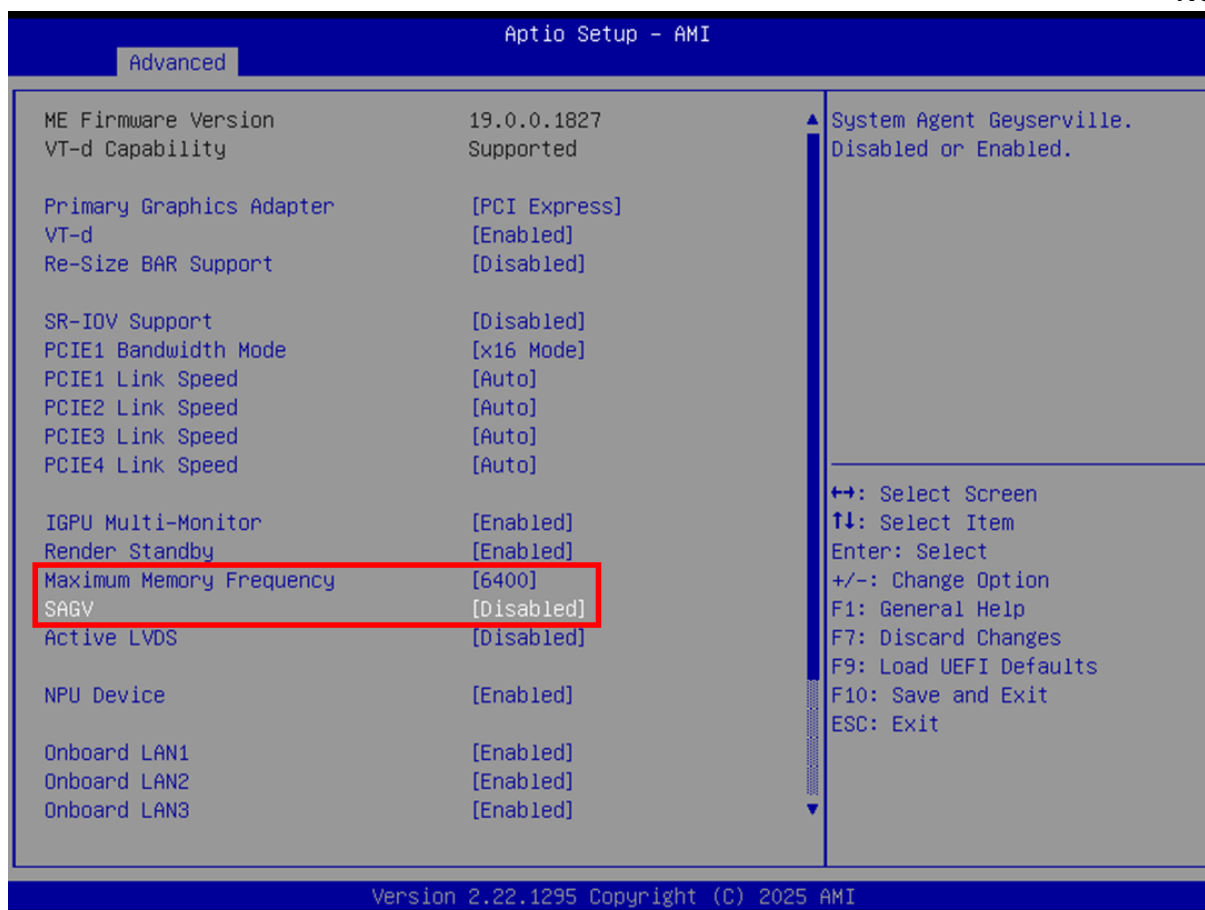 Aptio Setup - AMI
Advanced
ME Firmware Version 19.0.0.1827
VT-d Capability Supported
Primary Graphics Adapter [PCI Express]
VT-d [Enabled]
Re-Size BAR Support [Disabled]
SR-IOV Support [Disabled]
PCIE1 Bandwidth Mode [x16 Mode]
PCIE1 Link Speed [Auto]
PCIE2 Link Speed [Auto]
PCIE3 Link Speed [Auto]
PCIE4 Link Speed [Auto]
IGPU Multi-Monitor [Enabled]
Render Standby [Enabled]
Maximum Memory Frequency [6400]
SAGV [Disabled]
Active LVDS [Disabled]
NPU Device [Enabled]
Onboard LAN1 [Enabled]
Onboard LAN2 [Enabled]
Onboard LAN3 [Enabled]
System Agent Geyserville.
Disabled or Enabled.
↔: Select Screen
↑↓: Select Item
Enter: Select
+/-: Change Option
F1: General Help
F7: Discard Changes
F9: Load UEFI Defaults
F10: Save and Exit
ESC: Exit
Version 2.22.1295 Copyright (C) 2025 AMI